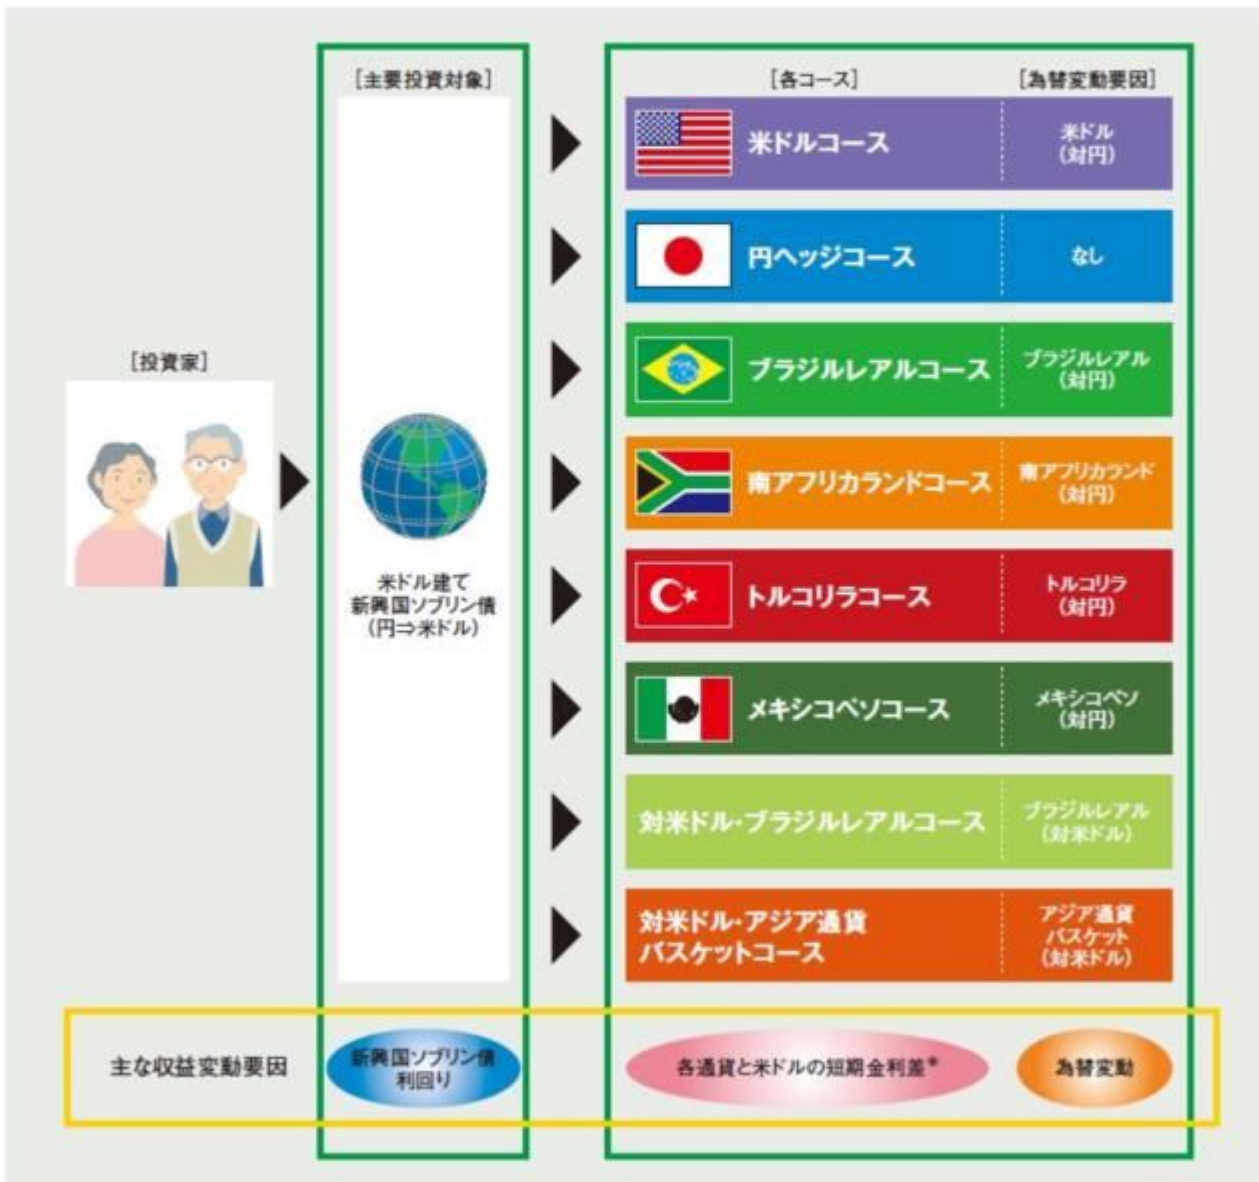 [主要投資対象]
[各コース]
[為替変動要因]
米ドルコース
米ドル
(対円)
円ヘッジコース
なし
ブラジルレアルコース
ブラジルレアル
(対円)
[投資家]
南アフリカランドコース
南アフリカランド
(対円)
米ドル建て
新興国ソブリン債
(円⇒米ドル)
トルコリラコース
トルコリラ
(対円)
メキシコペソコース
メキシコペソ
(対円)
対米ドル・ブラジルレアルコース
ブラジルレアル
(対米ドル)
対米ドル・アジア通貨
バスケットコース
アジア通貨
バスケット
(対米ドル)
主な収益変動要因
新興国ソブリン債
利回り
各通貨と米ドルの短期金利差*
為替変動